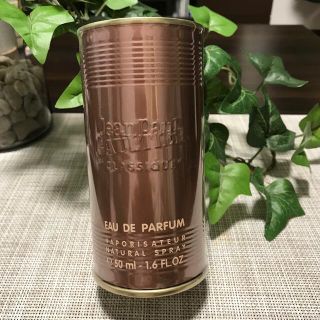 Jean Paul
GAULTIER
"CLASSIQUE"
EAU DE PARFUM
VAPORISATEUR
NATURAL SPRAY
50 ml - 1.6 FL.OZ